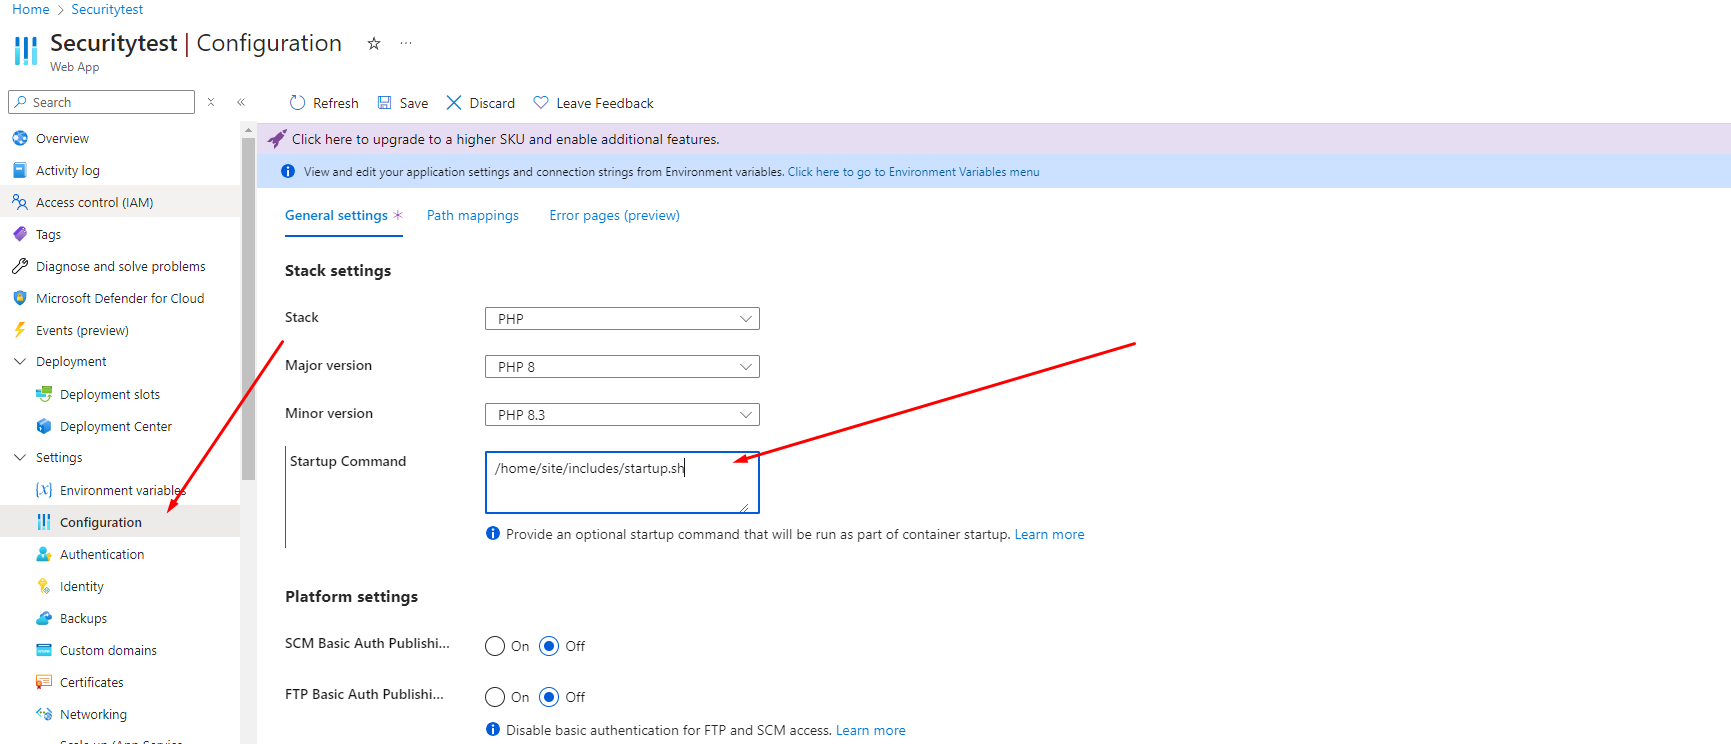 Home > Securitytest
Securitytest | Configuration
Web App
Search
Refresh Save Discard Leave Feedback
Click here to upgrade to a higher SKU and enable additional features.
View and edit your application settings and connection strings from Environment variables. Click here to go to Environment Variables menu
Overview
Activity log
Access control (IAM)
Tags
Diagnose and solve problems
Microsoft Defender for Cloud
Events (preview)
Deployment
Deployment slots
Deployment Center
Settings
Environment variables
Configuration
Authentication
Identity
Backups
Custom domains
Certificates
Networking
Scale up (App Service
General settings * Path mappings Error pages (preview)
Stack settings
Stack PHP
Major version PHP 8
Minor version PHP 8.3
Startup Command /home/site/includes/startup.sh
Provide an optional startup command that will be run as part of container startup. Learn more
Platform settings
SCM Basic Auth Publishi... On Off
FTP Basic Auth Publishi... On Off
Disable basic authentication for FTP and SCM access. Learn more